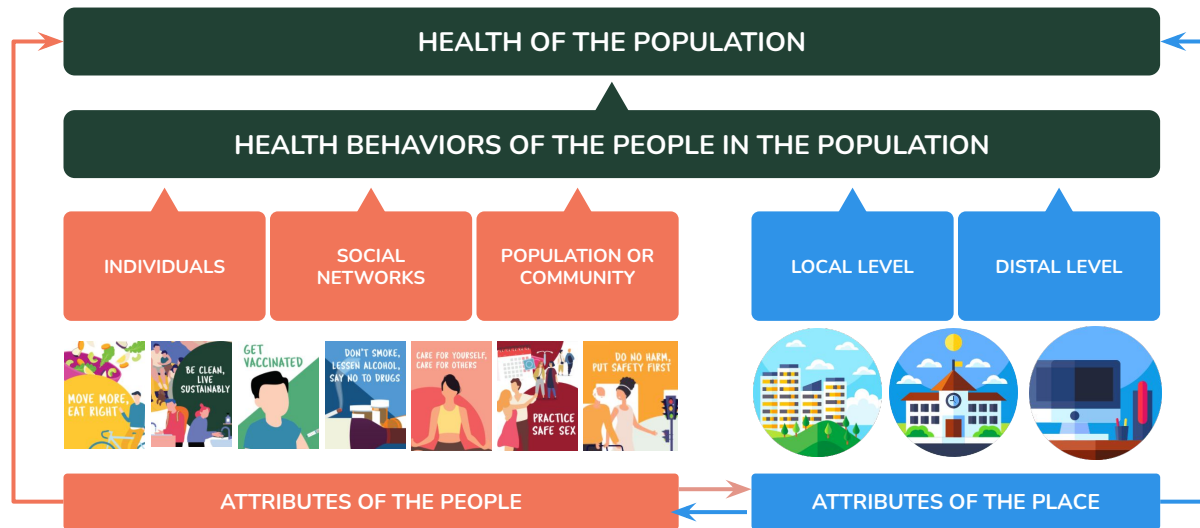 HEALTH OF THE POPULATION
HEALTH BEHAVIORS OF THE PEOPLE IN THE POPULATION
INDIVIDUALS
SOCIAL
NETWORKS
POPULATION OR
COMMUNITY
LOCAL LEVEL
DISTAL LEVEL
MOVE MORE,
EAT RIGHT
BE CLEAN,
LIVE
SUSTAINABLY
GET
VACCINATED
DON'T SMOKE,
LESSEN ALCOHOL,
SAY NO TO DRUGS
CARE FOR YOURSELF,
CARE FOR OTHERS
PRACTICE
SAFE SEX
DO NO HARM,
PUT SAFETY FIRST
ATTRIBUTES OF THE PEOPLE
ATTRIBUTES OF THE PLACE